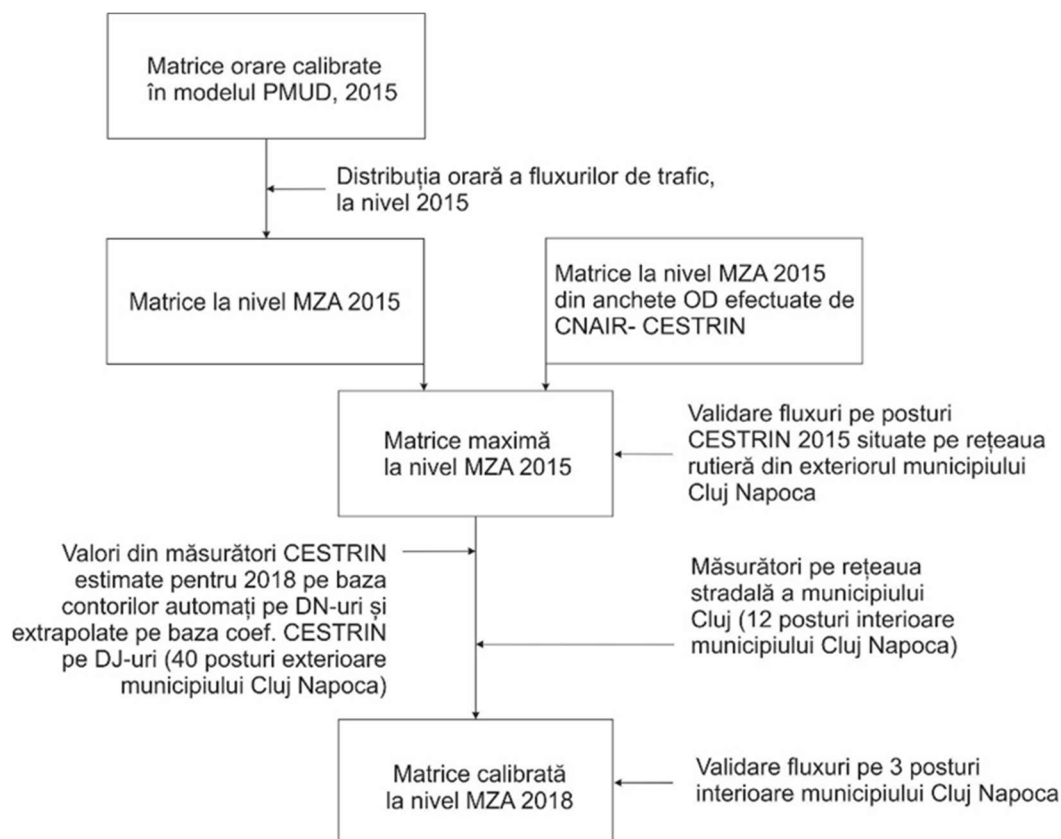 Matrice orare calibrate
în modelul PMUD, 2015
Distribuția orară a fluxurilor de trafic,
la nivel 2015
Matrice la nivel MZA 2015
Matrice la nivel MZA 2015
din anchete OD efectuate de
CNAIR- CESTRIN
Matrice maximă
la nivel MZA 2015
Validare fluxuri pe posturi
CESTRIN 2015 situate pe rețeaua
rutieră din exteriorul municipiului
Cluj Napoca
Valori din măsurători CESTRIN
estimate pentru 2018 pe baza
contorilor automați pe DN-uri și
extrapolate pe baza coef. CESTRIN
pe DJ-uri (40 posturi exterioare
municipiului Cluj Napoca)
Măsurători pe rețeaua
stradală a municipiului
Cluj (12 posturi interioare
municipiului Cluj Napoca)
Matrice calibrată
la nivel MZA 2018
Validare fluxuri pe 3 posturi
interioare municipiului Cluj Napoca